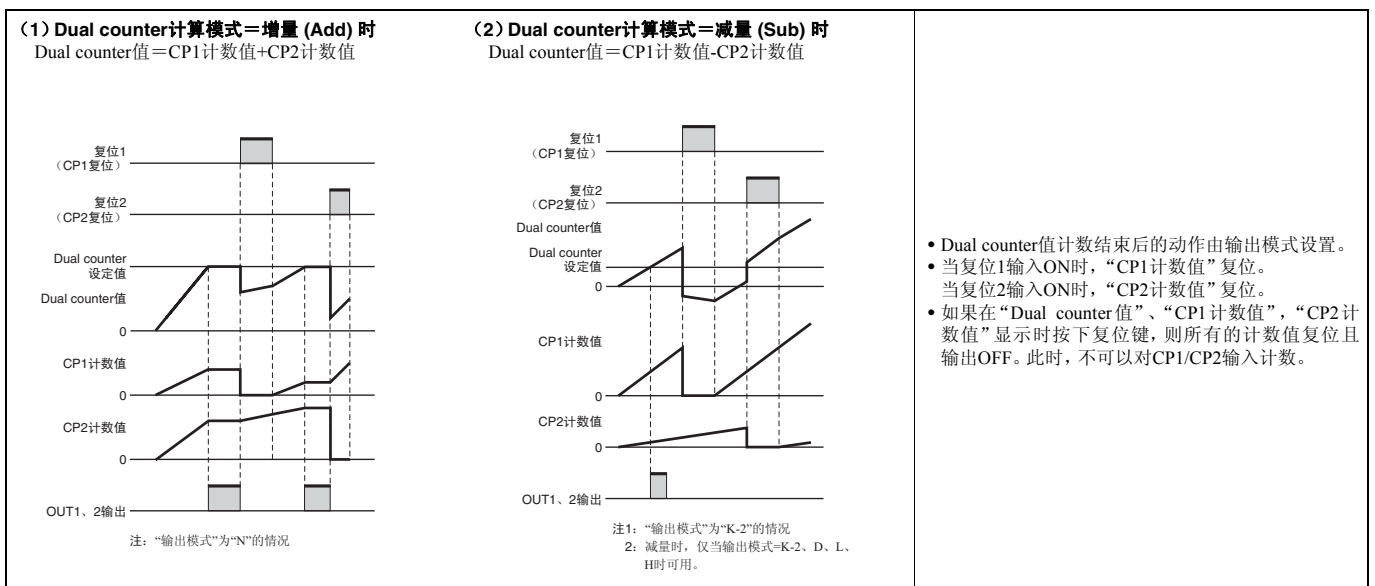 （1）Dual counter计算模式＝增量 (Add) 时
Dual counter值＝CP1计数值+CP2计数值
复位1
（CP1复位）
复位2
（CP2复位）
Dual counter
设定值
Dual counter值
0
CP1计数值
0
CP2计数值
0
OUT1、2输出
注：“输出模式”为“N”的情况
（2）Dual counter计算模式＝减量 (Sub) 时
Dual counter值＝CP1计数值-CP2计数值
复位1
（CP1复位）
复位2
（CP2复位）
Dual counter值
Dual counter
设定值
0
CP1计数值
0
CP2计数值
0
OUT1、2输出
注1：“输出模式”为“K-2”的情况
2：减量时，仅当输出模式=K-2、D、L、
H时可用。
• Dual counter值计数结束后的动作由输出模式设置。
• 当复位1输入ON时，“CP1计数值”复位。
当复位2输入ON时，“CP2计数值”复位。
• 如果在“Dual counter值”、“CP1计数值”，“CP2计
数值”显示时按下复位键，则所有的计数值复位且
输出OFF。此时，不可以对CP1/CP2输入计数。